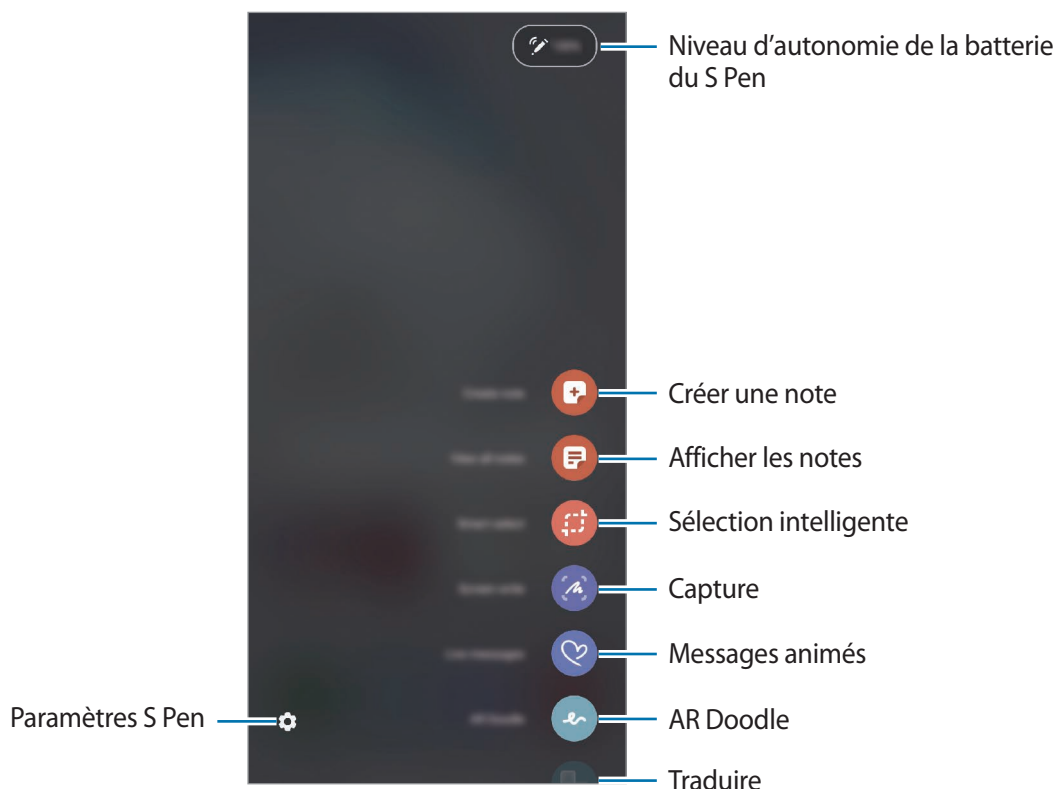 Niveau d’autonomie de la batterie
du S Pen
Créer une note
Afficher les notes
Sélection intelligente
Capture
Messages animés
Paramètres S Pen
AR Doodle
Traduire